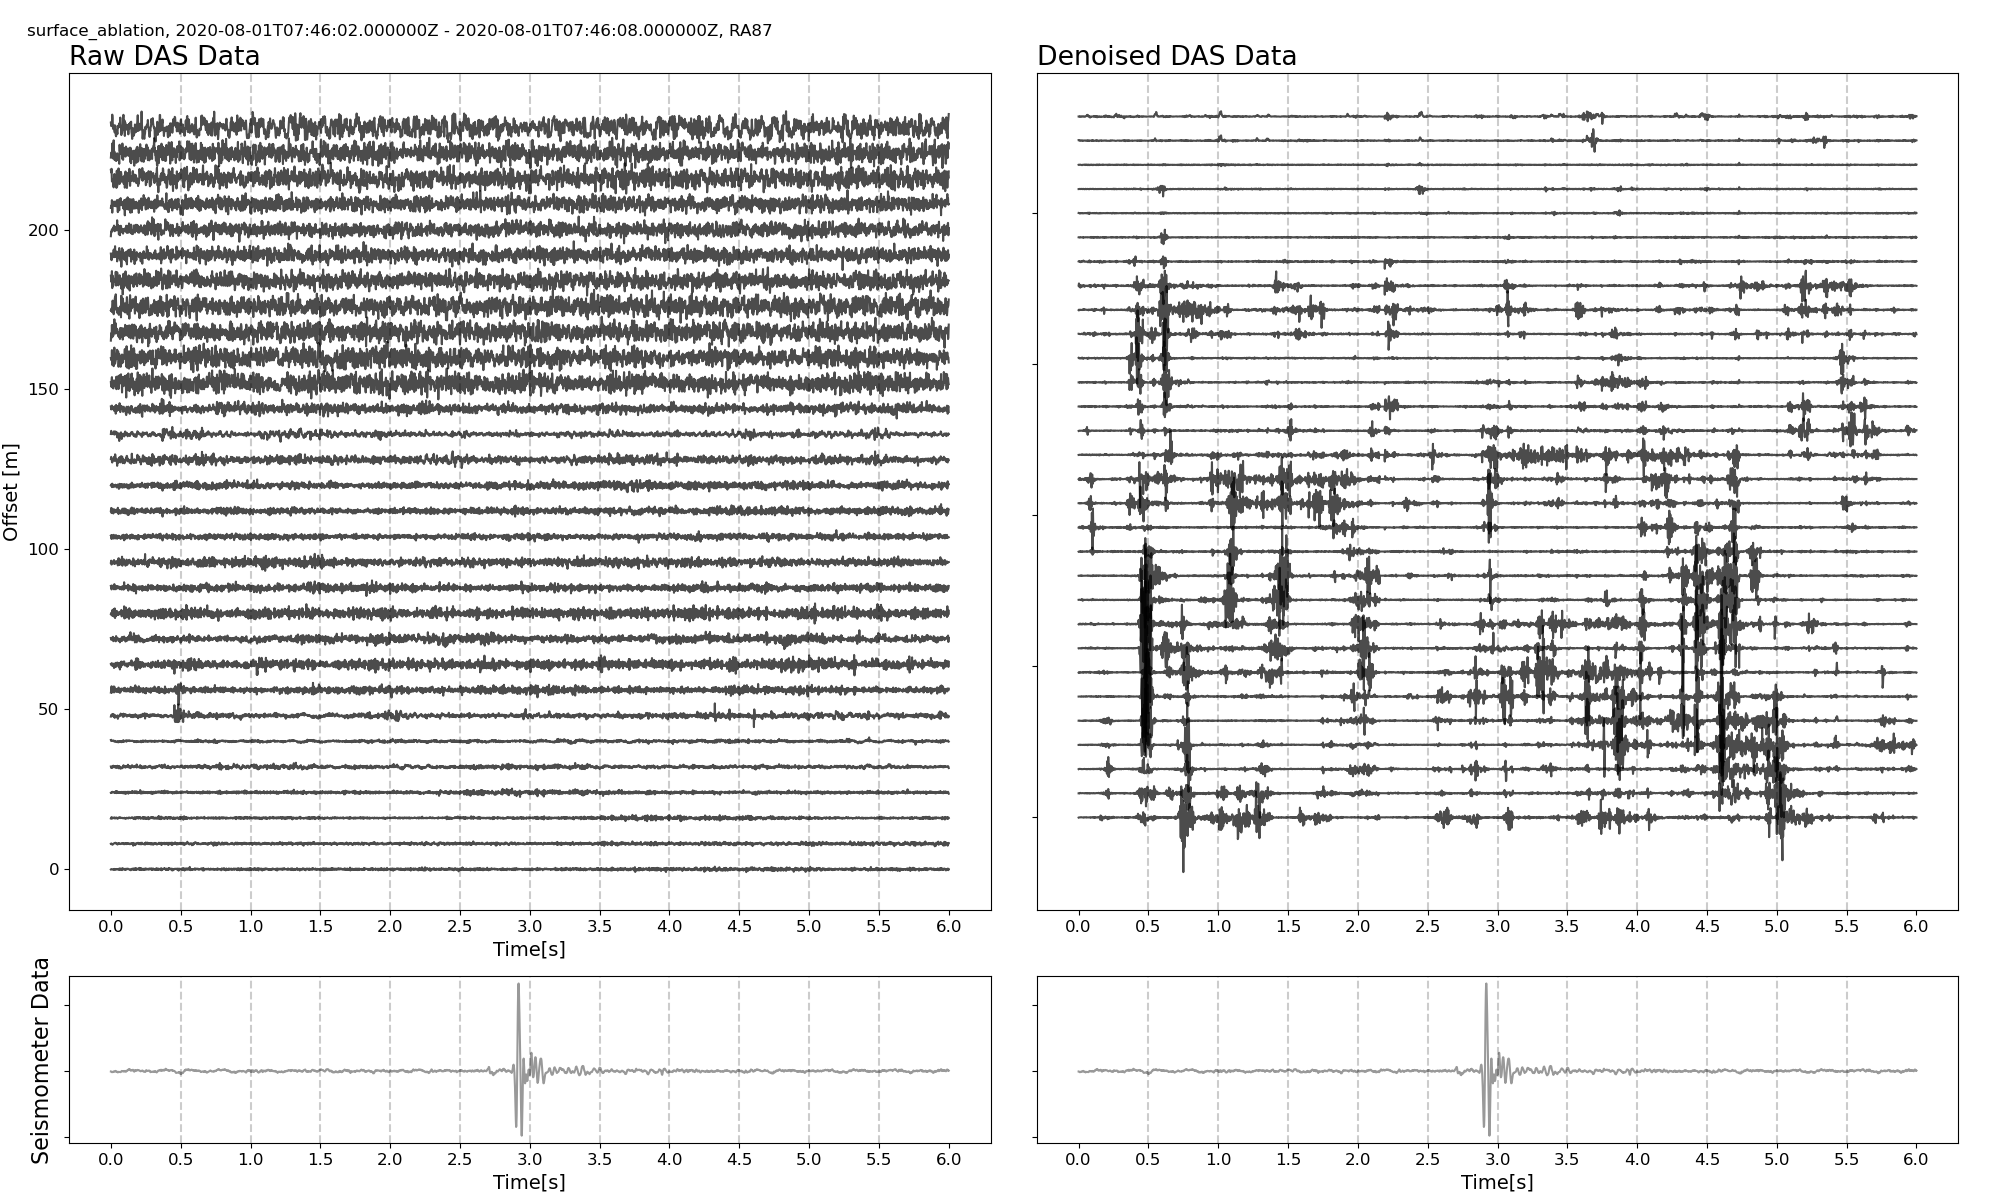 surface_ablation, 2020-08-01T07:46:02.000000Z - 2020-08-01T07:46:08.000000Z, RA87
Raw DAS Data
Denoised DAS Data
Offset [m]
200
150
100
50
0
0.0 0.5 1.0 1.5 2.0 2.5 3.0 3.5 4.0 4.5 5.0 5.5 6.0
Time[s]
0.0 0.5 1.0 1.5 2.0 2.5 3.0 3.5 4.0 4.5 5.0 5.5 6.0
Seismometer Data
0.0 0.5 1.0 1.5 2.0 2.5 3.0 3.5 4.0 4.5 5.0 5.5 6.0
Time[s]
0.0 0.5 1.0 1.5 2.0 2.5 3.0 3.5 4.0 4.5 5.0 5.5 6.0
Time[s]